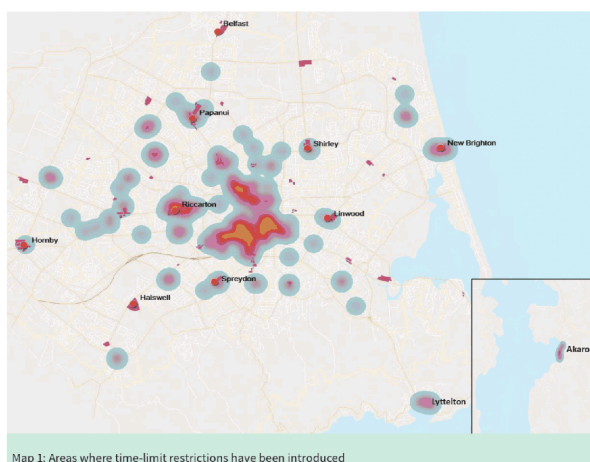 Belfast
Papanui
Shirley
New Brighton
Riccarton
Linwood
Hornby
Spreydon
Halswell
Akaro
Lyttelton
Map 1: Areas where time-limit restrictions have been introduced